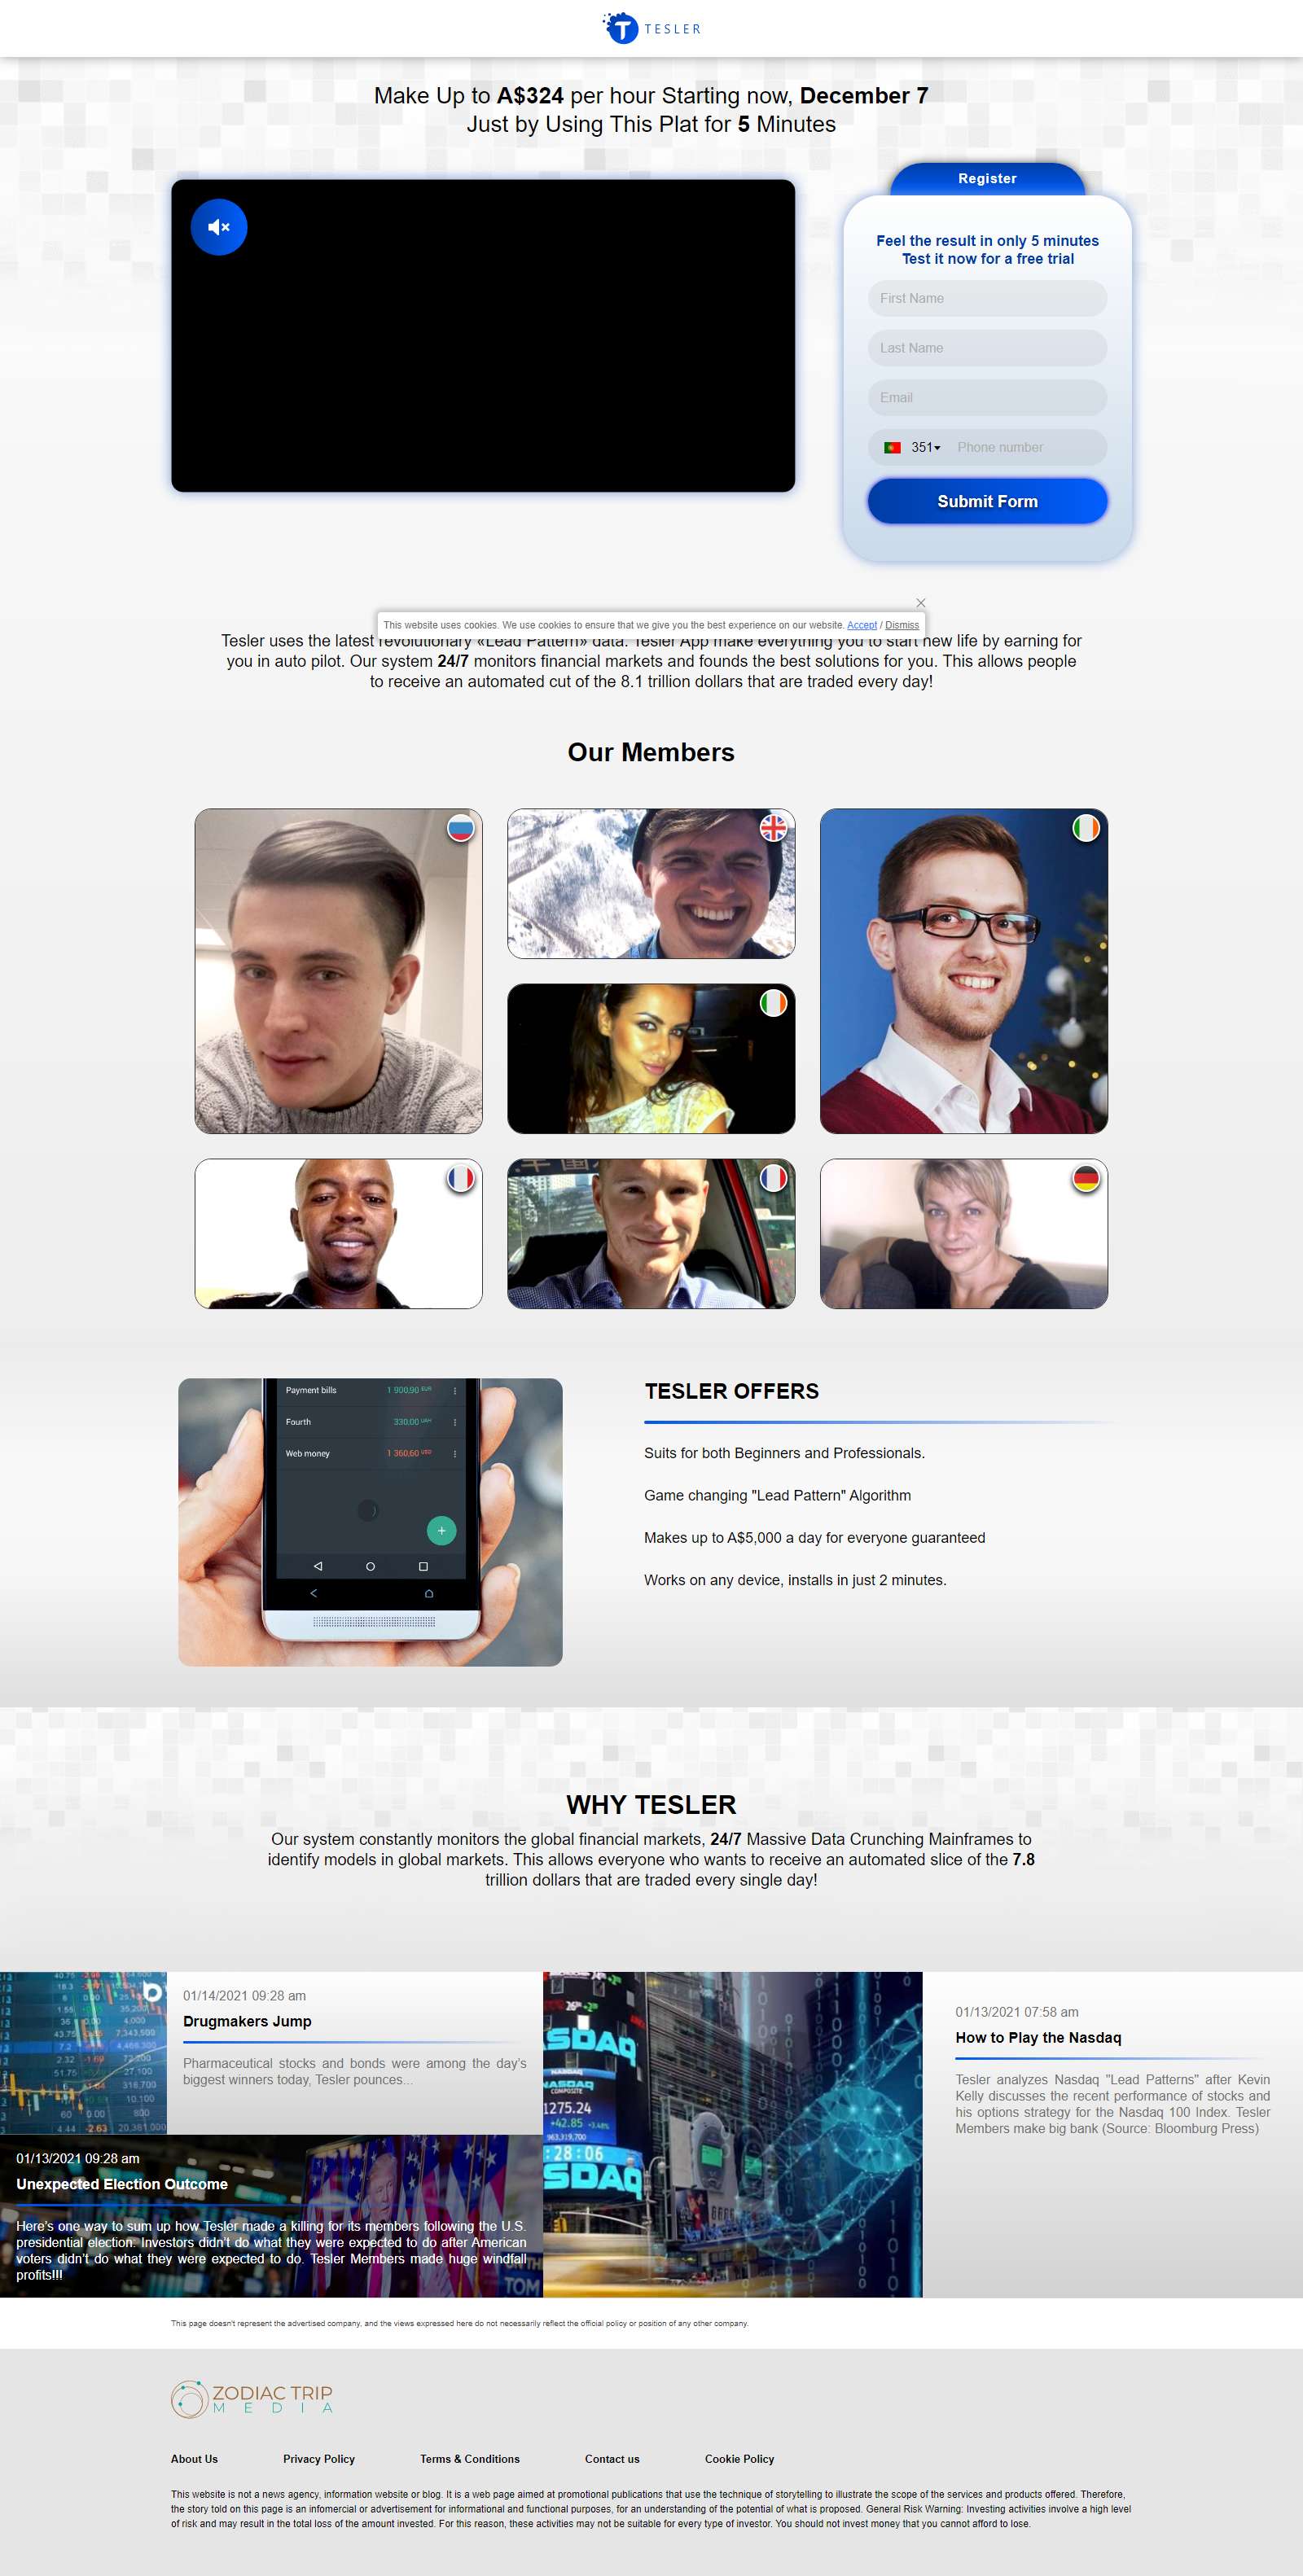 TESLER
Make Up to A$324 per hour Starting now, December 7
Just by Using This Plat for 5 Minutes
Register
Feel the result in only 5 minutes
Test it now for a free trial
First Name
Last Name
Email
351
Phone number
Submit Form
This website uses cookies. We use cookies to ensure that we give you the best experience on our website. Accept / Dismiss
Tesler uses the latest revolutionary «Lead Pattern» data. Tesler App make everything you to start new life by earning for
you in auto pilot. Our system 24/7 monitors financial markets and founds the best solutions for you. This allows people
to receive an automated cut of the 8.1 trillion dollars that are traded every day!
Our Members
Payment bills 1 900,90 EUR
Fourth 330,00 UAH
Web money 1 360,60 USD
TESLER OFFERS
Suits for both Beginners and Professionals.
Game changing "Lead Pattern" Algorithm
Makes up to A$5,000 a day for everyone guaranteed
Works on any device, installs in just 2 minutes.
WHY TESLER
Our system constantly monitors the global financial markets, 24/7 Massive Data Crunching Mainframes to
identify models in global markets. This allows everyone who wants to receive an automated slice of the 7.8
trillion dollars that are traded every single day!
01/14/2021 09:28 am
Drugmakers Jump
Pharmaceutical stocks and bonds were among the day's
biggest winners today, Tesler pounces...
01/13/2021 09:28 am
Unexpected Election Outcome
Here's one way to sum up how Tesler made a killing for its members following the U.S.
presidential election. Investors didn't do what they were expected to do after American
voters didn't do what they were expected to do. Tesler Members made huge windfall
profits!!!
TOM
SDAQ
NASDAQ
COMPOSITE
1275.24
+42.85
28:06
SDAQ
01/13/2021 07:58 am
How to Play the Nasdaq
Tesler analyzes Nasdaq "Lead Patterns" after Kevin
Kelly discusses the recent performance of stocks and
his options strategy for the Nasdaq 100 Index. Tesler
Members make big bank (Source: Bloomburg Press)
This page doesn't represent the advertised company, and the views expressed here do not necessarily reflect the official policy or position of any other company.
ZODIAC TRIP
MEDIA
About Us
Privacy Policy
Terms & Conditions
Contact us
Cookie Policy
This website is not a news agency, information website or blog. It is a web page aimed at promotional publications that use the technique of storytelling to illustrate the scope of the services and products offered. Therefore,
the story told on this page is an infomercial or advertisement for informational and functional purposes, for an understanding of the potential of what is proposed. General Risk Warning: Investing activities involve a high level
of risk and may result in the total loss of the amount invested. For this reason, these activities may not be suitable for every type of investor. You should not invest money that you cannot afford to lose.